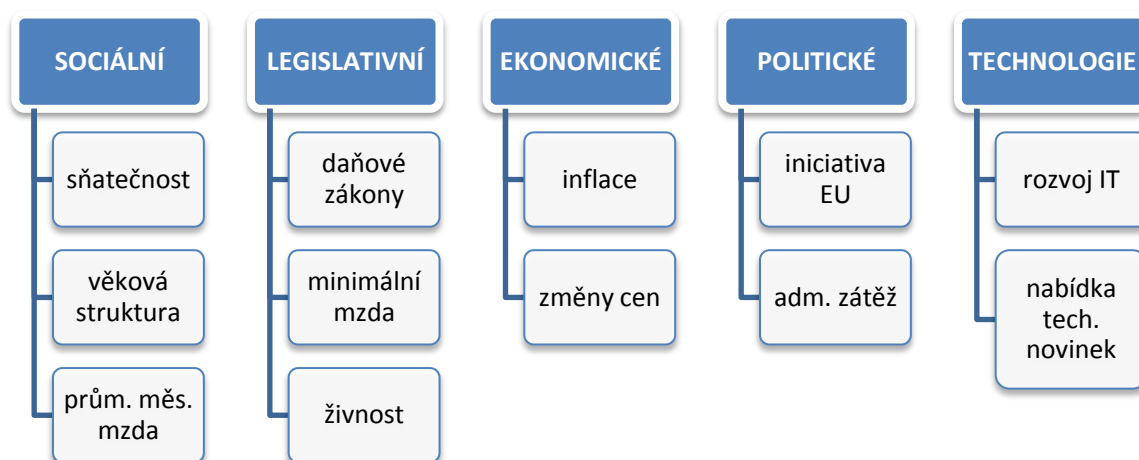 SOCIÁLNÍ
sňatečnost
věková
struktura
prům. měs.
mzda
LEGISLATIVNÍ
daňové
zákony
minimální
mzda
živnost
EKONOMICKÉ
inflace
změny cen
POLITICKÉ
iniciativa
EU
adm. zátěž
TECHNOLOGIE
rozvoj IT
nabídka
tech.
novinek